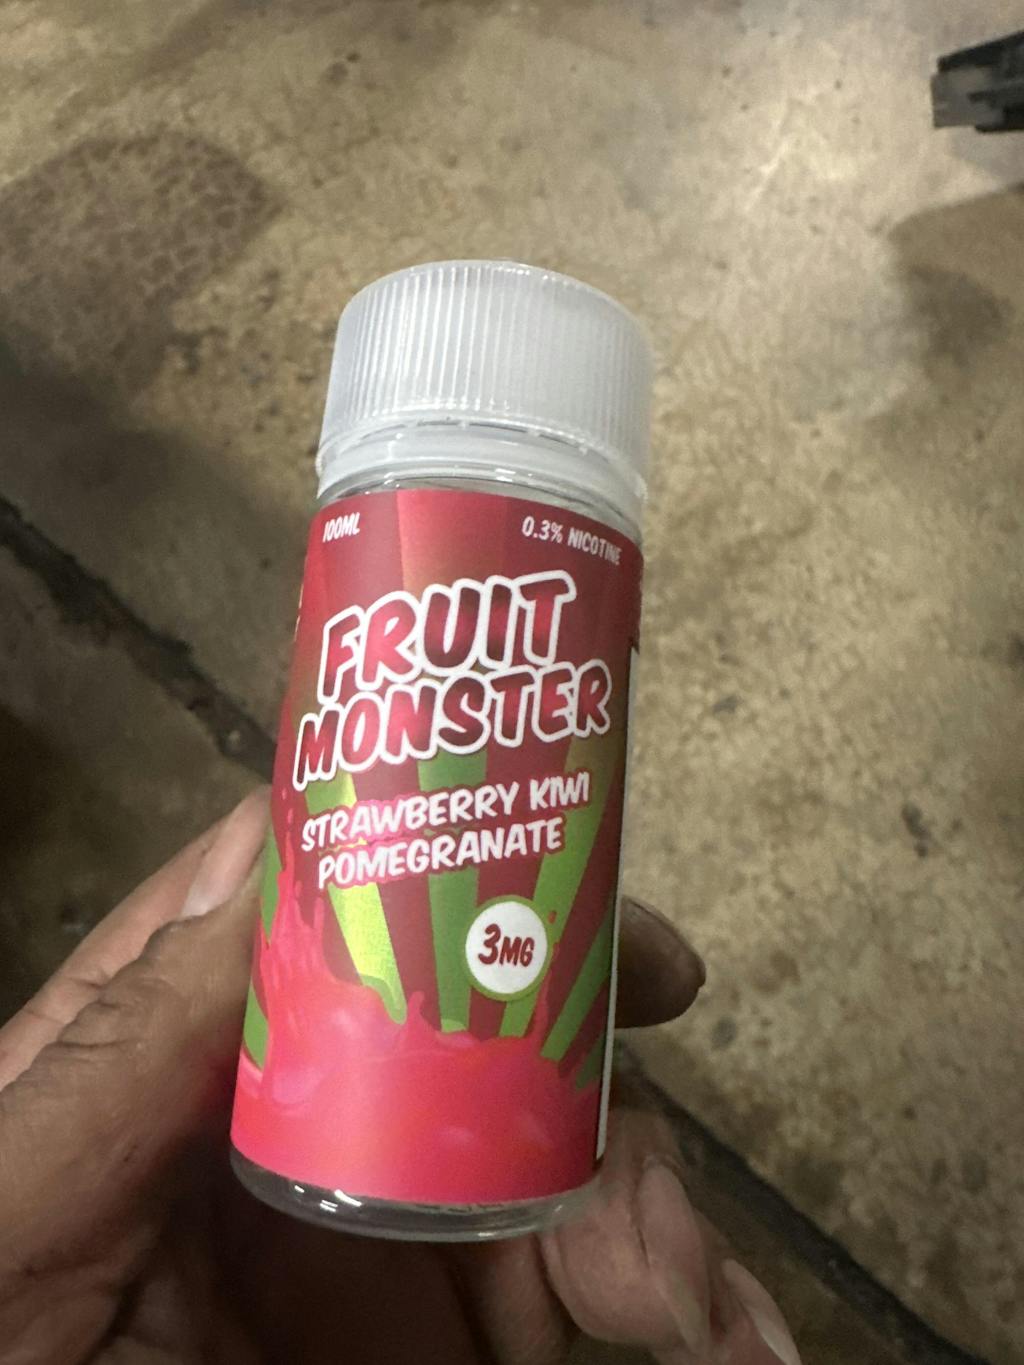 100ML
0.3% NICOTINE
FRUIT
MONSTER
STRAWBERRY KIWI
POMEGRANATE
3MG